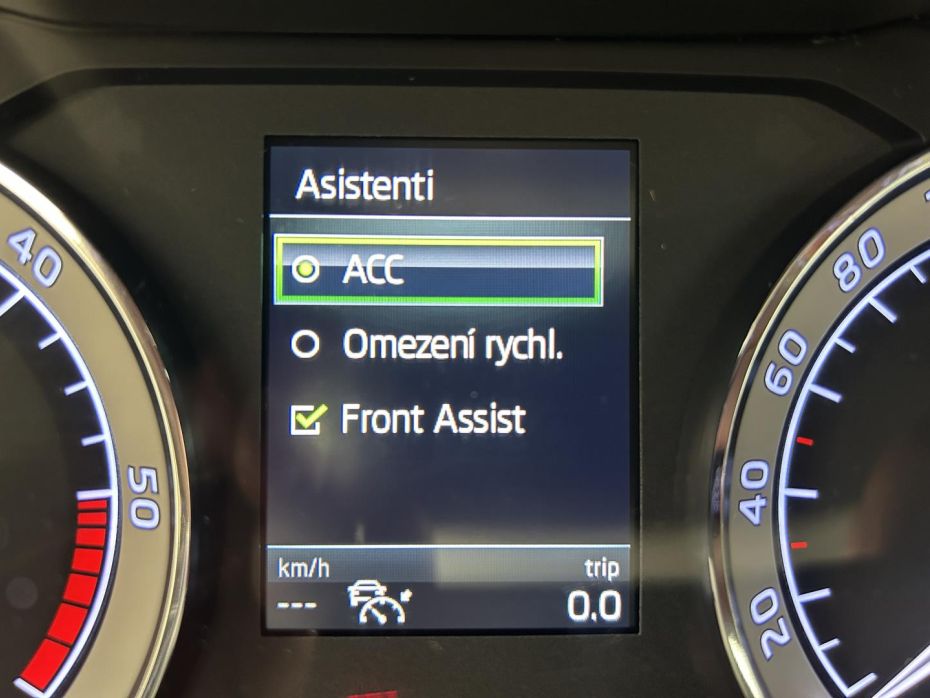 Asistenti
ACC
Omezení rychl.
Front Assist
km/h trip
--- 0.0
40
50
80
60
40
20